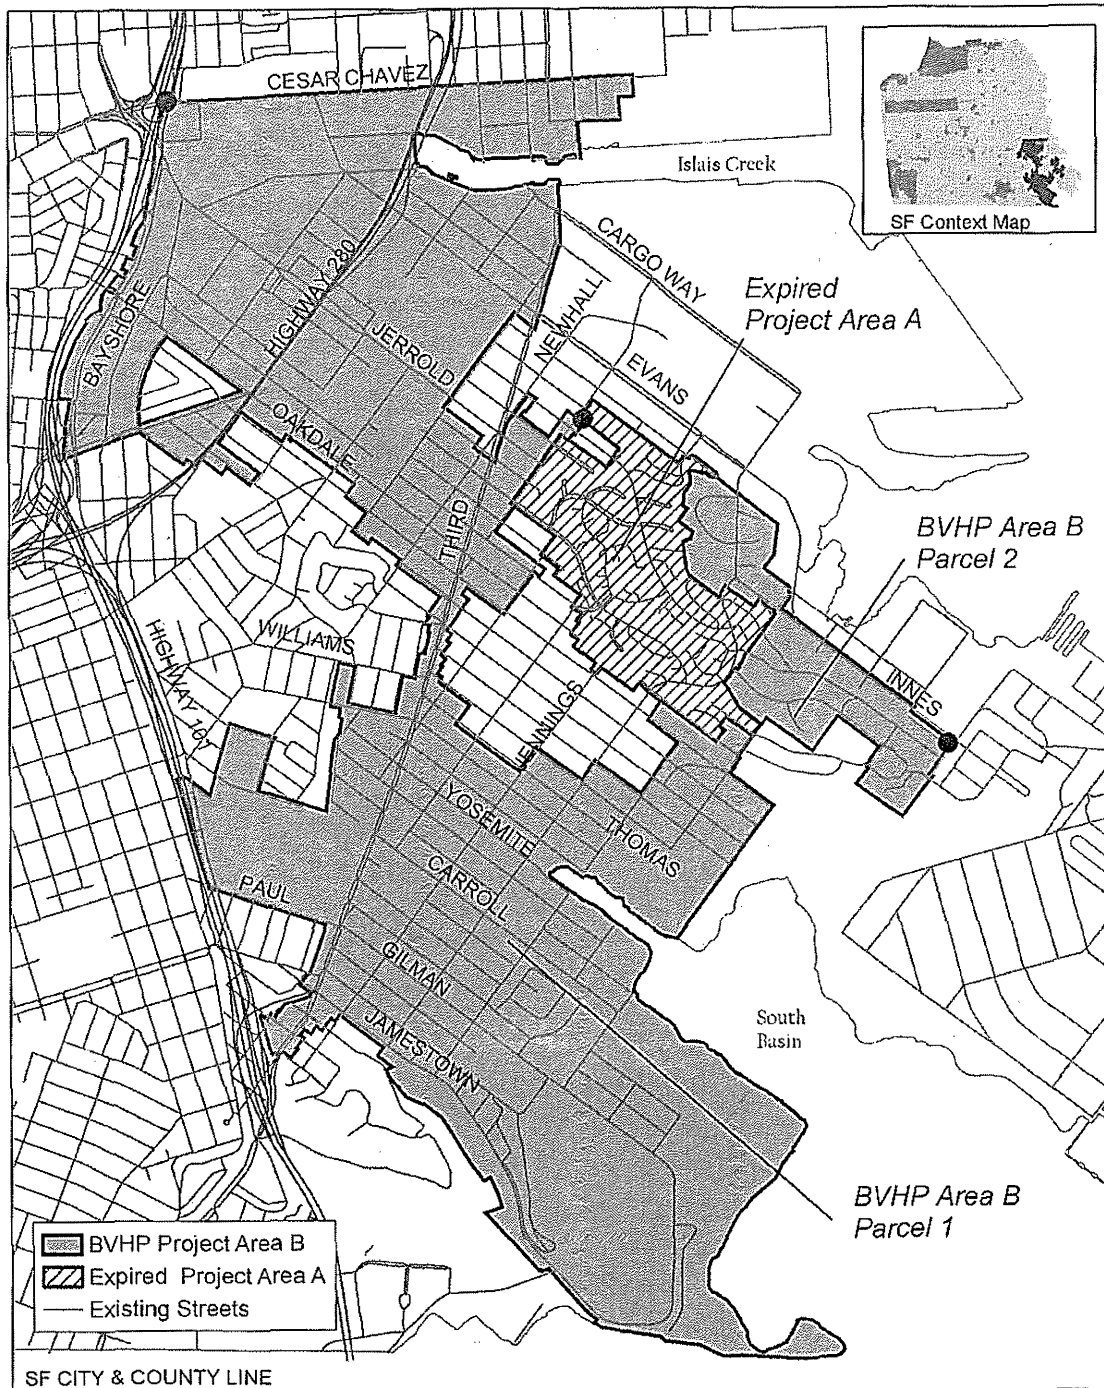 CESAR CHAVEZ
Islais Creek
SF Context Map
CARGO WAY
HIGHWAY 280
NEWHALL
Expired
Project Area A
BAYSHORE
JERROLD
EVANS
OAKDALE
THIRD
BVHP Area B
Parcel 2
WILLIAMS
HIGHWAY 101
INNES
JENNINGS
YOSEMITE
THOMAS
CARROLL
PAUL
GILMAN
JAMESTOWN
South
Basin
BVHP Area B
Parcel 1
BVHP Project Area B
Expired Project Area A
Existing Streets
SF CITY & COUNTY LINE